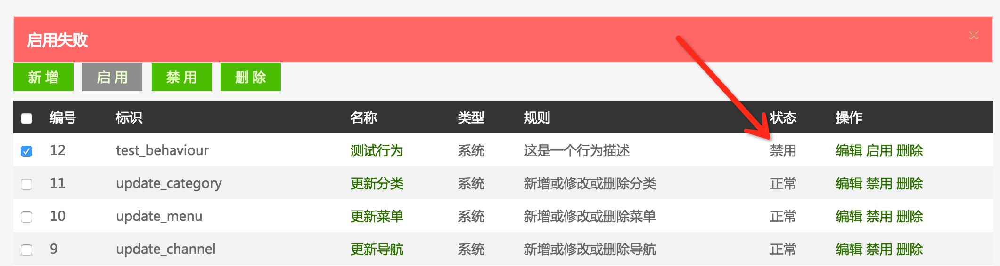 启用失败
新 增 启 用 禁 用 删 除
编号 标识 名称 类型 规则 状态 操作
12 test_behaviour 测试行为 系统 这是一个行为描述 禁用 编辑 启用 删除
11 update_category 更新分类 系统 新增或修改或删除分类 正常 编辑 禁用 删除
10 update_menu 更新菜单 系统 新增或修改或删除菜单 正常 编辑 禁用 删除
9 update_channel 更新导航 系统 新增或修改或删除导航 正常 编辑 禁用 删除